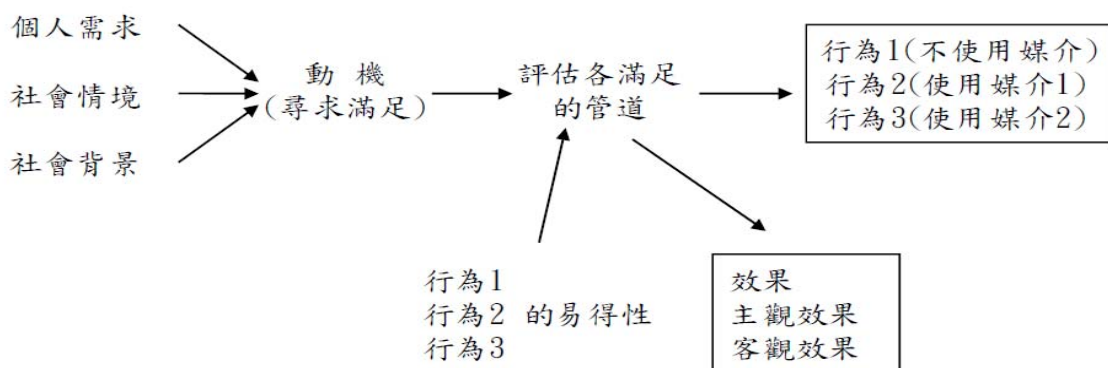 個人需求
社會情境
社會背景
動 機
(尋求滿足)
評估各滿足
的管道
行為1(不使用媒介)
行為2(使用媒介1)
行為3(使用媒介2)
行為1
行為2 的易得性
行為3
效果
主觀效果
客觀效果